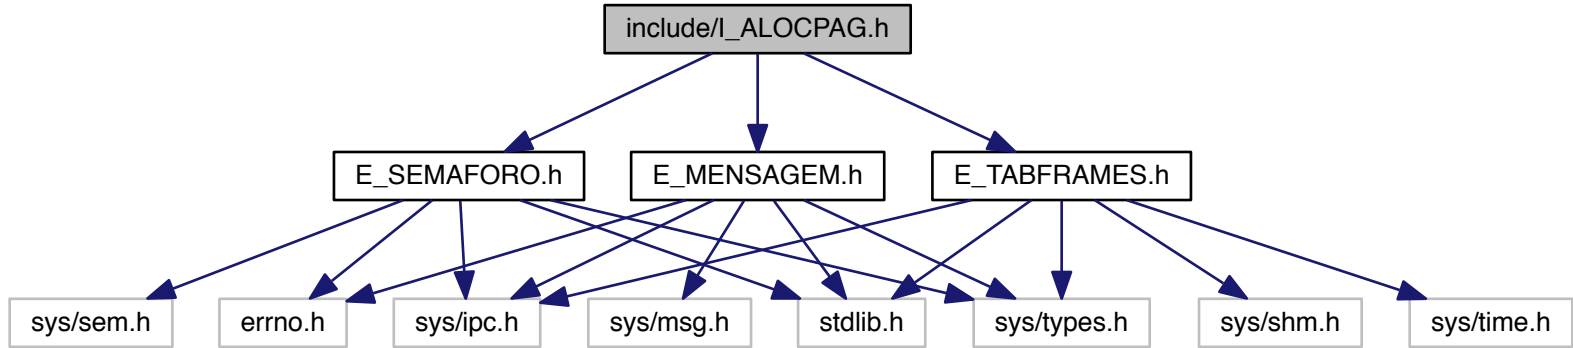 include/I_ALOCPAG.h
E_SEMAFORO.h
E_MENSAGEM.h
E_TABFRAMES.h
sys/sem.h
errno.h
sys/ipc.h
sys/msg.h
stdlib.h
sys/types.h
sys/shm.h
sys/time.h